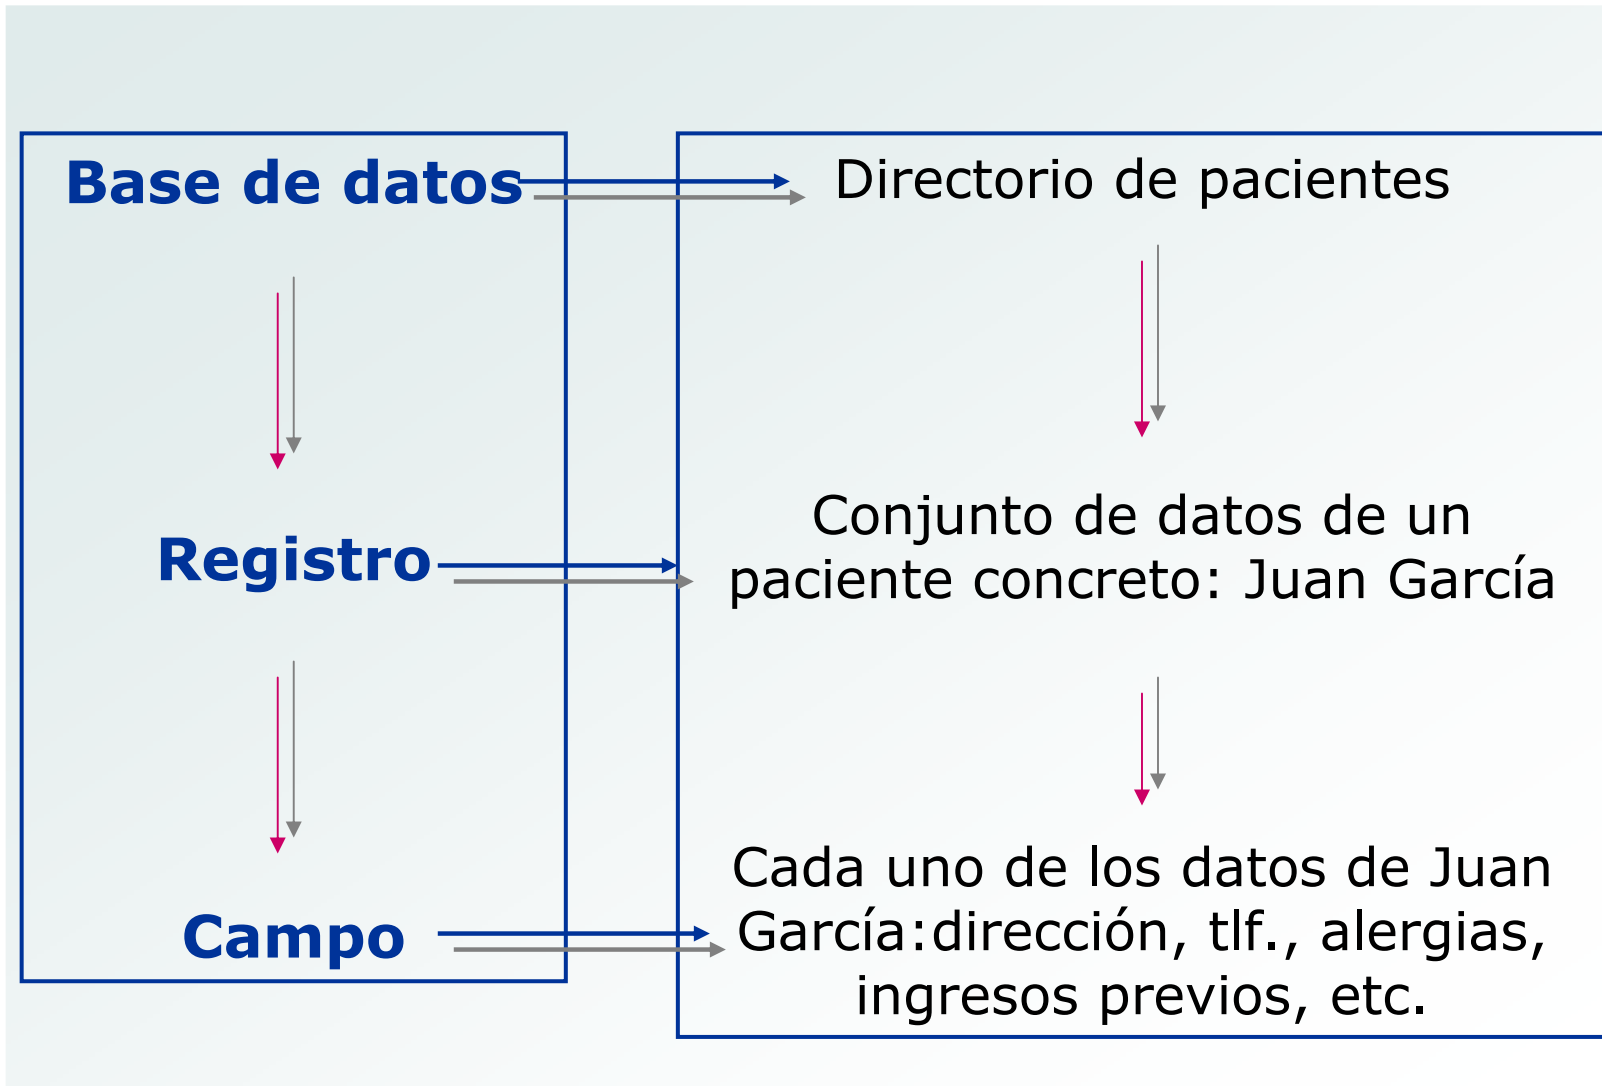 Base de datos
Directorio de pacientes
Registro
Conjunto de datos de un
paciente concreto: Juan García
Campo
Cada uno de los datos de Juan
García:dirección, tlf., alergias,
ingresos previos, etc.